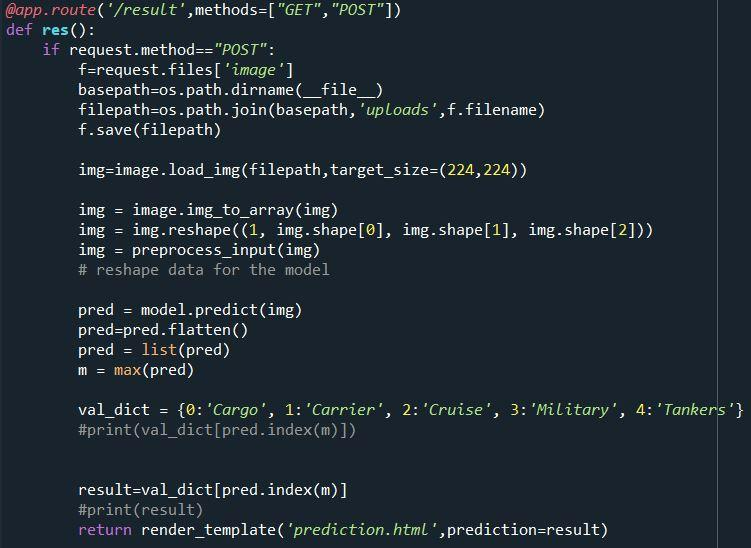 @app.route('/result',methods=["GET","POST"])
def res():
    if request.method=="POST":
        f=request.files['image']
        basepath=os.path.dirname(__file__)
        filepath=os.path.join(basepath,'uploads',f.filename)
        f.save(filepath)

        img=image.load_img(filepath,target_size=(224,224))

        img = image.img_to_array(img)
        img = img.reshape((1, img.shape[0], img.shape[1], img.shape[2]))
        img = preprocess_input(img)
        # reshape data for the model

        pred = model.predict(img)
        pred=pred.flatten()
        pred = list(pred)
        m = max(pred)

        val_dict = {0:'Cargo', 1:'Carrier', 2:'Cruise', 3:'Military', 4:'Tankers'}
        #print(val_dict[pred.index(m)])


        result=val_dict[pred.index(m)]
        #print(result)
        return render_template('prediction.html',prediction=result)